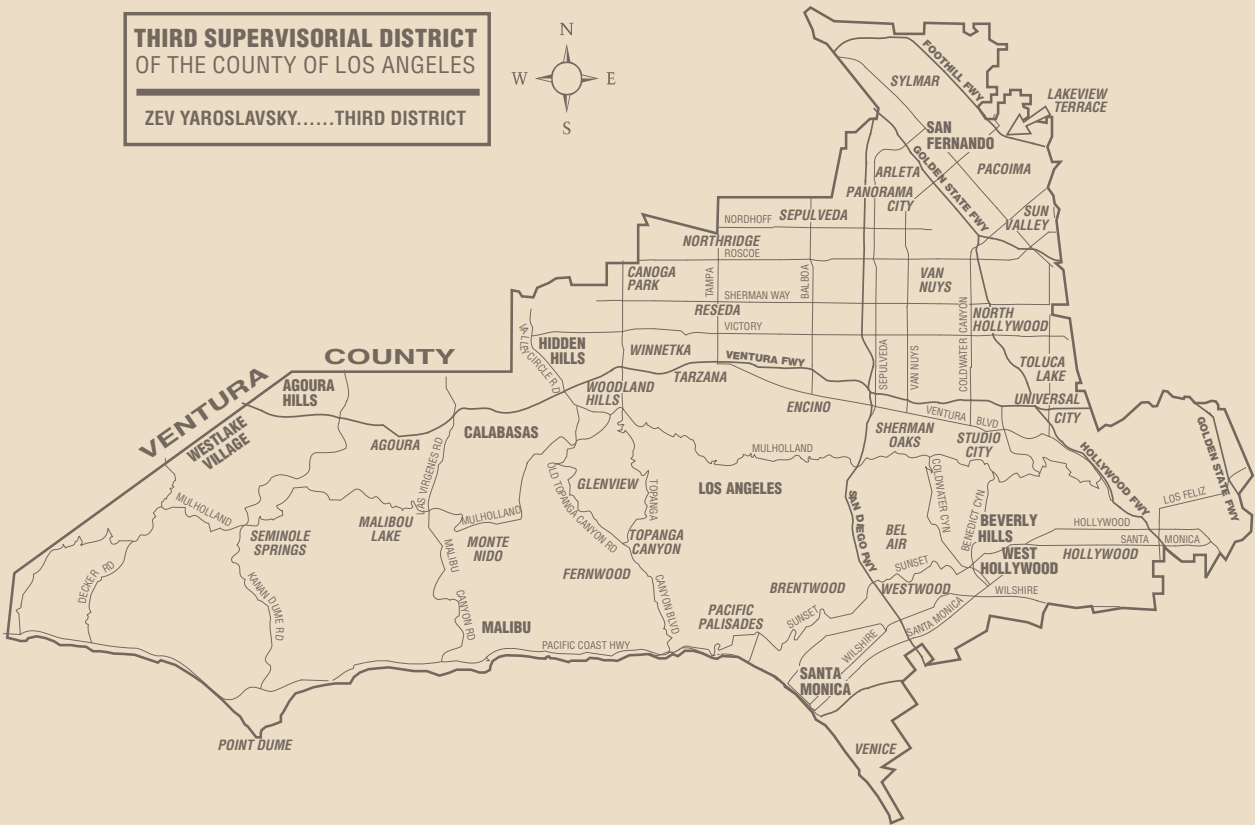 THIRD SUPERVISORIAL DISTRICT
OF THE COUNTY OF LOS ANGELES
ZEV YAROSLAVSKY......THIRD DISTRICT
N
W
E
S
FOOTHILL FWY
SYLMAR
LAKEVIEW
TERRACE
SAN
FERNANDO
GOLDEN STATE FWY
PACOIMA
ARLETA
PANORAMA
CITY
SUN
VALLEY
NORDHOFF
SEPULVEDA
NORTHRIDGE
ROSCOE
CANOGA
PARK
TAMPA
BALBOA
VAN
NUYS
SHERMAN WAY
RESEDA
COLDWATER CANYON
NORTH
HOLLYWOOD
VICTORY
VALLEY CIRCLE RD
HIDDEN
HILLS
WINNETKA
VENTURA FWY
SEPULVEDA
VAN NUYS
TOLUCA
LAKE
TARZANA
VENTURA COUNTY
AGOURA
HILLS
WESTLAKE
VILLAGE
WOODLAND
HILLS
ENCINO
UNIVERSAL
CITY
VENTURA BLVD
SHERMAN
OAKS
STUDIO
CITY
AGOURA
LAS VIRGENES RD
CALABASAS
MULHOLLAND
HOLLYWOOD FWY
GOLDEN STATE FWY
OLD TOPANGA CANYON RD
GLENVIEW
TOPANGA
LOS ANGELES
SAN DIEGO FWY
COLDWATER CYN
BENEDICT CYN
LOS FELIZ
MULHOLLAND
SEMINOLE
SPRINGS
MALIBOU
LAKE
MULHOLLAND
MONTE
NIDO
TOPANGA
CANYON
BEL
AIR
BEVERLY
HILLS
HOLLYWOOD
SANTA MONICA
WEST
HOLLYWOOD
HOLLYWOOD
DECKER RD
KANAN DUME RD
MALIBU
CANYON RD
FERNWOOD
CANYON BLVD
BRENTWOOD
SUNSET
WESTWOOD
WILSHIRE
MALIBU
PACIFIC
PALISADES
SUNSET
SANTA MONICA
WILSHIRE
PACIFIC COAST HWY
SANTA
MONICA
POINT DUME
VENICE